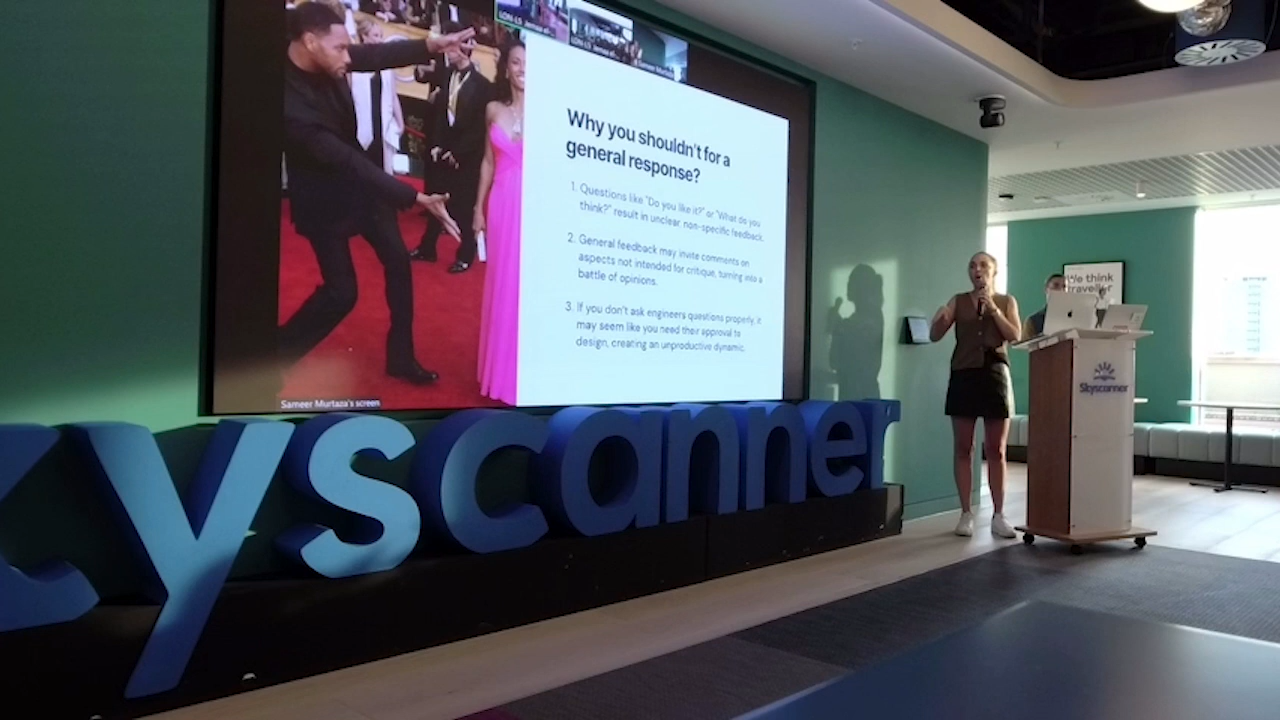 Why you shouldn't for a
general response?
1. Questions like "Do you like it?" or "What do you
think?" result in unclear, non-specific feedback.
2. General feedback may invite comments on
aspects not intended for critique, turning into a
battle of opinions.
3. If you don't ask engineers questions properly, it
may seem like you need their approval to
design, creating an unproductive dynamic.
Sameer Murtaza's screen
We think
traveller
Skyscanner
skyscanner